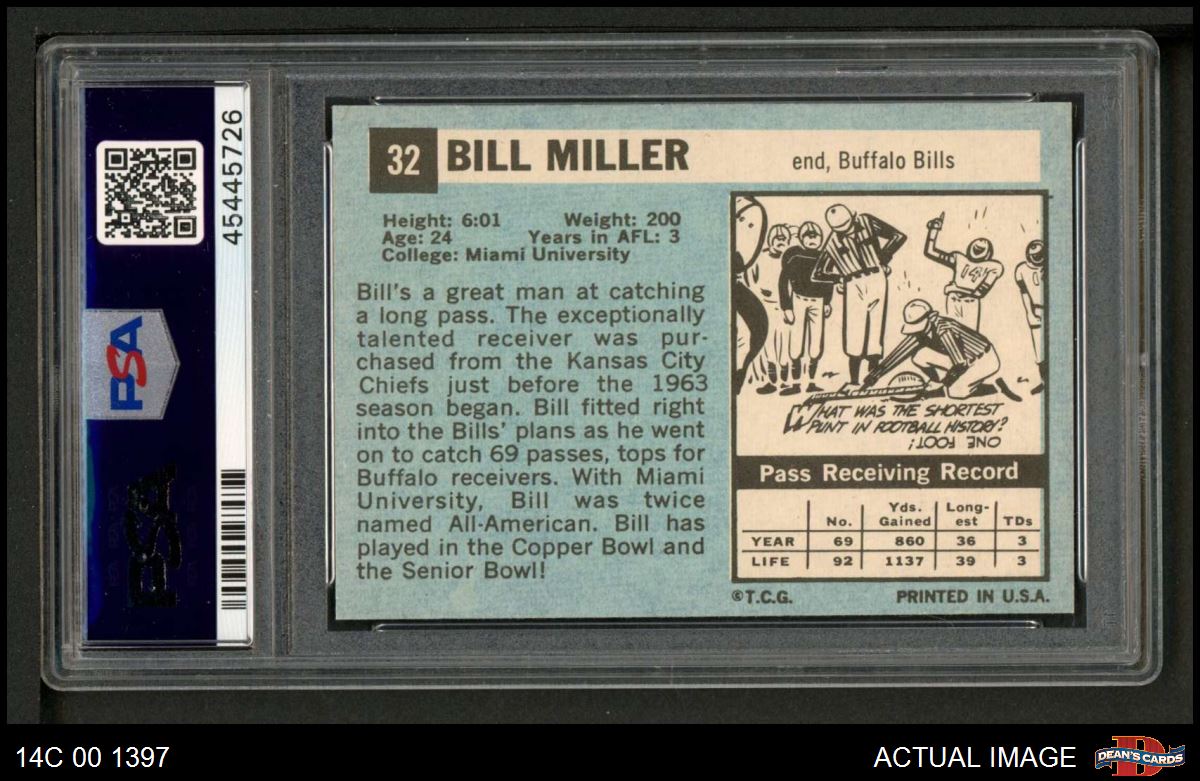 45445726
PSA
PSA
32 BILL MILLER end, Buffalo Bills
Height: 6:01 Weight: 200
Age: 24 Years in AFL: 3
College: Miami University
Bill's a great man at catching
a long pass. The exceptionally
talented receiver was pur-
chased from the Kansas City
Chiefs just before the 1963
season began. Bill fitted right
into the Bills' plans as he went
on to catch 69 passes, tops for
Buffalo receivers. With Miami
University, Bill was twice
named All-American. Bill has
played in the Copper Bowl and
the Senior Bowl!
14
WHAT WAS THE SHORTEST
PUNT IN FOOTBALL HISTORY?
ONE FOOT!
Pass Receiving Record
No. Yds. Gained Long-est TDs
YEAR 69 860 36 3
LIFE 92 1137 39 3
©T.C.G. PRINTED IN U.S.A.
14C 00 1397 ACTUAL IMAGE
D
DEAN'S CARDS